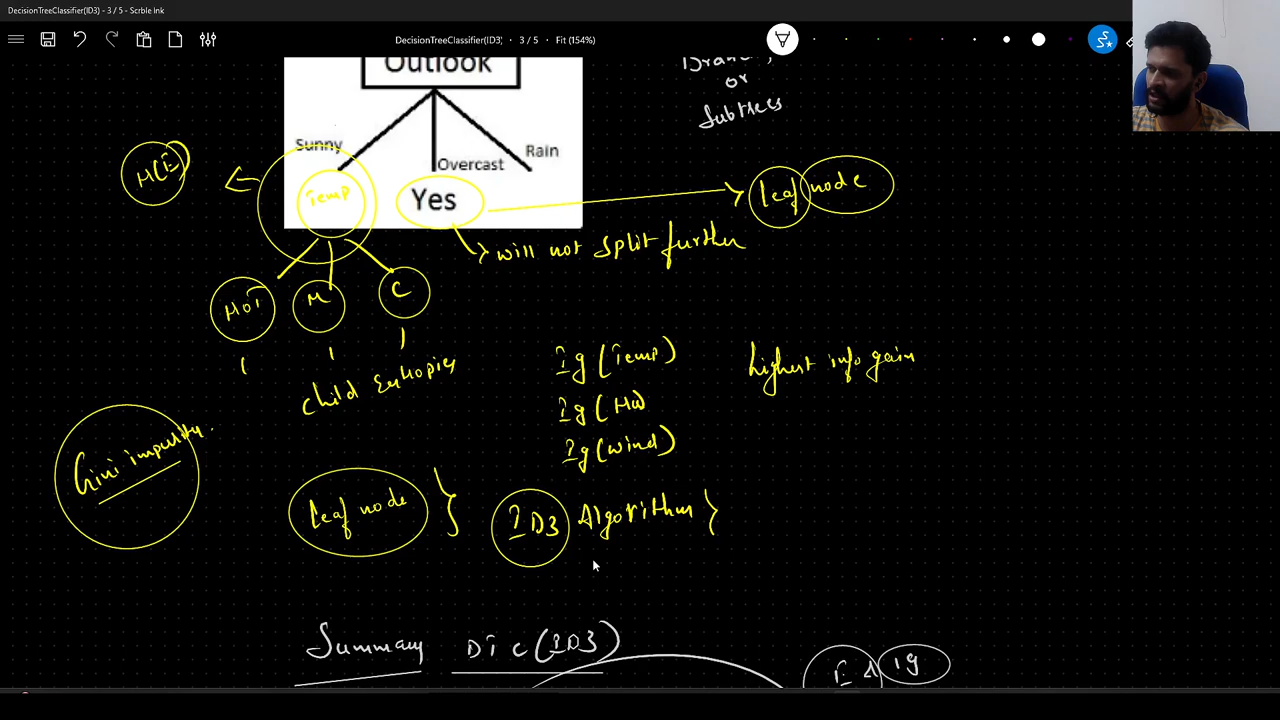 DecisionTreeClassifier(ID3) - 3 / 5 - Scrble Ink
DecisionTreeClassifier(ID3) • 3 / 5 • Fit (154%)
Outlook
or
Subtrees
Sunny
Overcast
Rain
H(E)
Temp
Yes
leaf node
will not split further
HOT
M
C
Child Entropies
Ig (Temp)
highest info gain
Ig (Hu)
Ig (wind)
Gini impurity.
leaf node
ID3 Algorithm
Summary DTC (ID3)
E & Ig